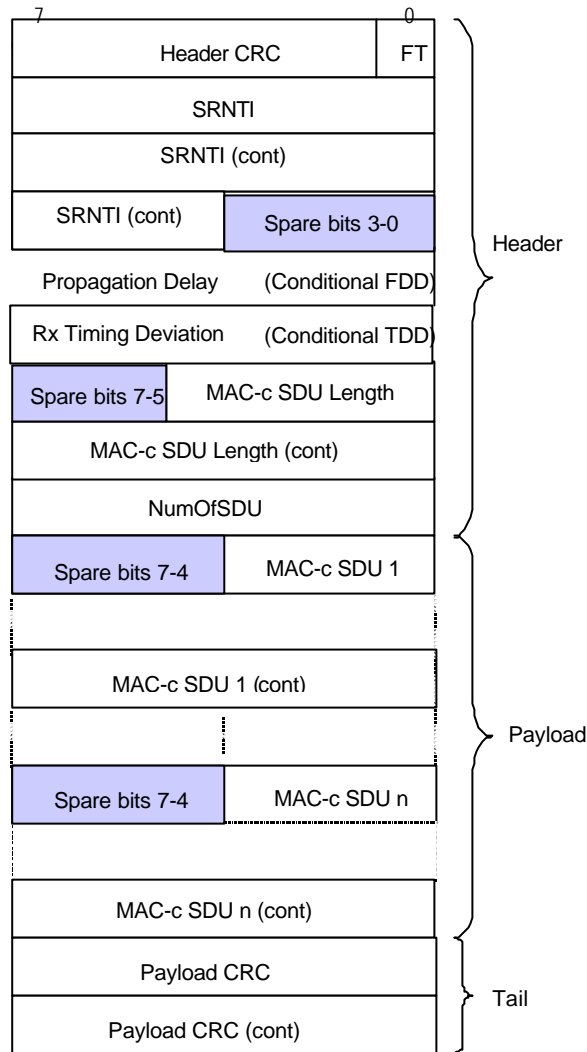 7 0
Header CRC FT
SRNTI
SRNTI (cont)
SRNTI (cont) Spare bits 3-0
Header
Propagation Delay (Conditional FDD)
Rx Timing Deviation (Conditional TDD)
Spare bits 7-5 MAC-c SDU Length
MAC-c SDU Length (cont)
NumOfSDU
Spare bits 7-4 MAC-c SDU 1
MAC-c SDU 1 (cont)
Payload
Spare bits 7-4 MAC-c SDU n
MAC-c SDU n (cont)
Payload CRC
Tail
Payload CRC (cont)